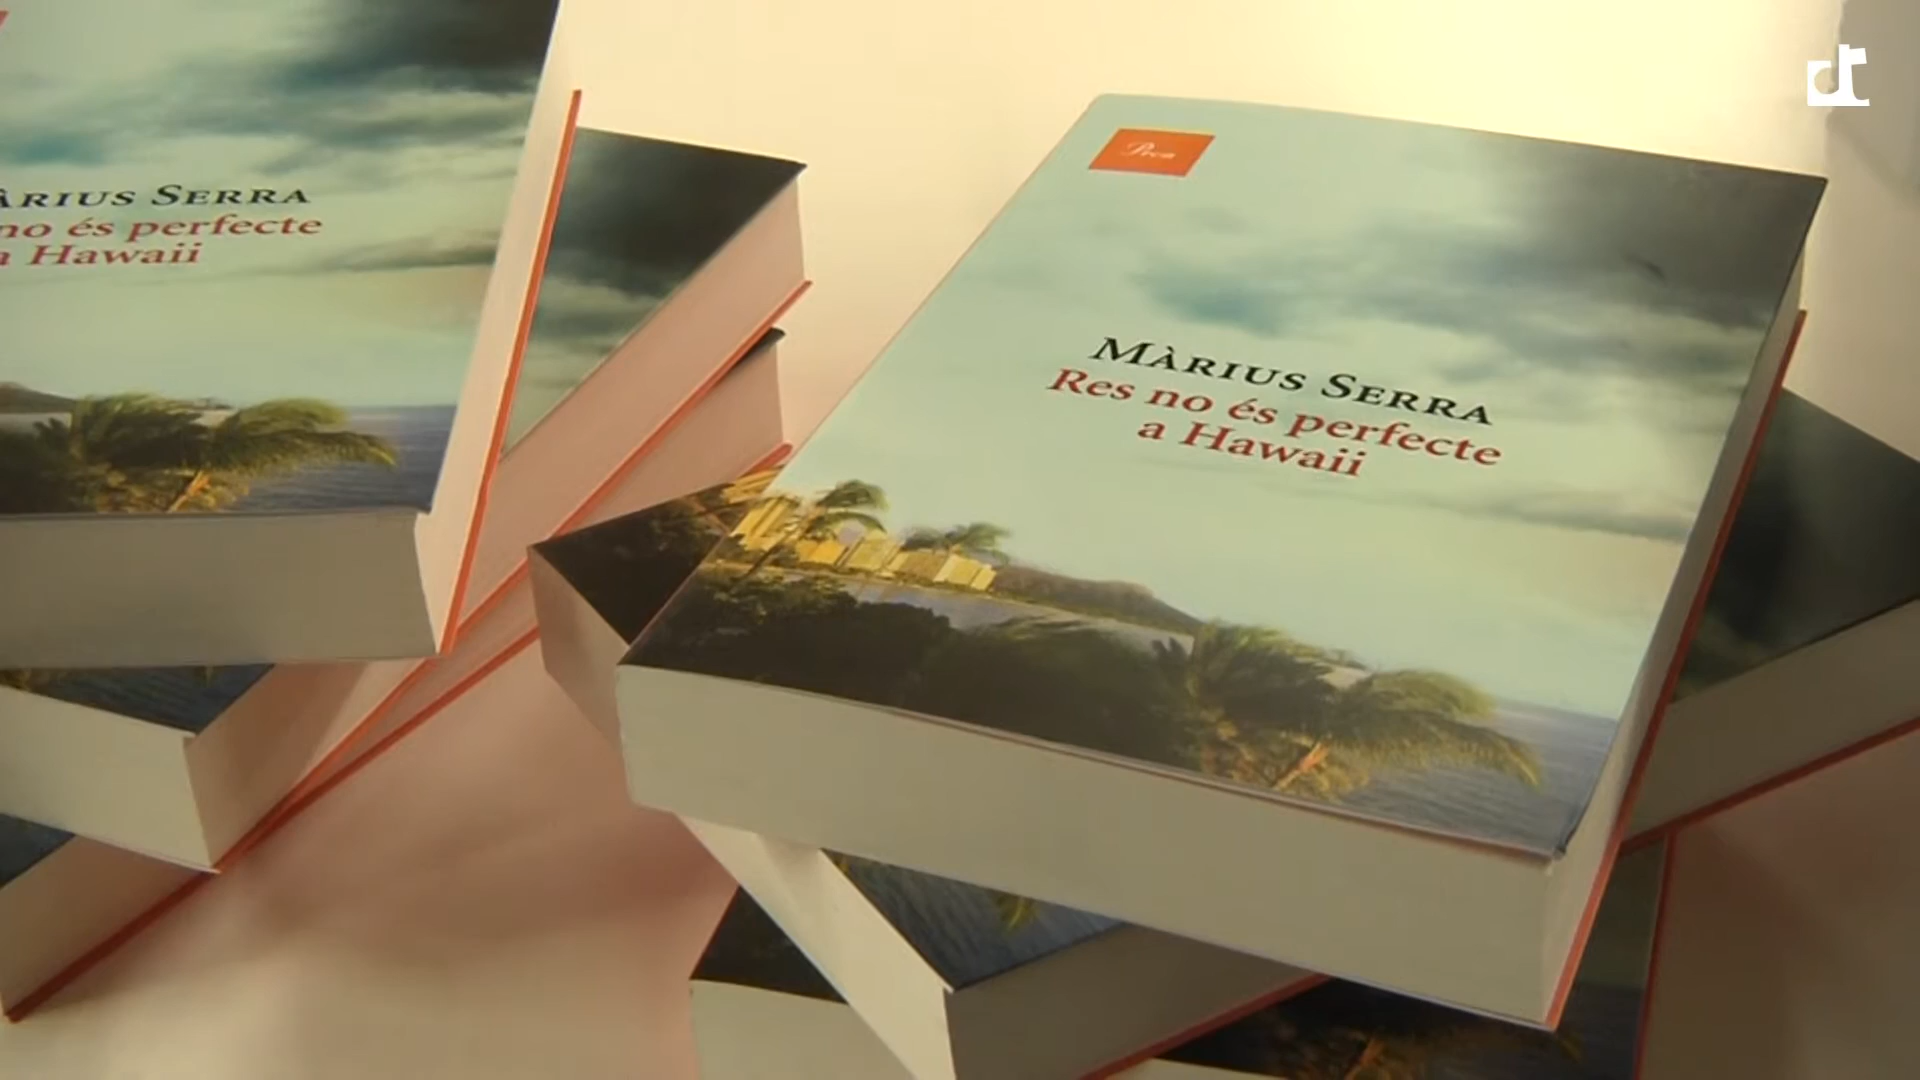 ÀRIUS SERRA
no és perfecte
a Hawaii
Proa
MÀRIUS SERRA
Res no és perfecte
a Hawaii
dt